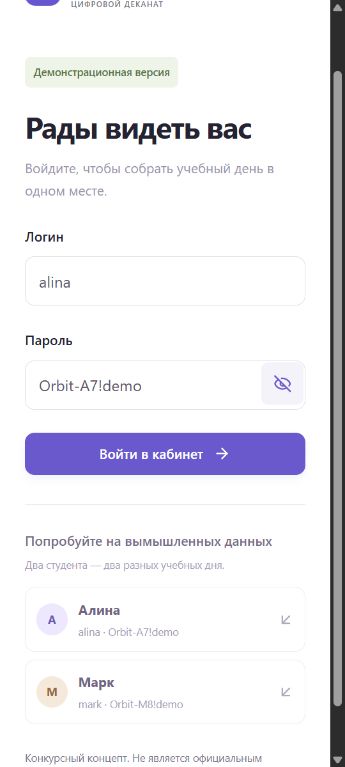 ЦИФРОВОЙ ДЕКАНАТ
Демонстрационная версия
Рады видеть вас
Войдите, чтобы собрать учебный день в
одном месте.
Логин
alina
Пароль
Orbit-A7!demo
Войти в кабинет
Попробуйте на вымышленных данных
Два студента — два разных учебных дня.
А
Алина
alina · Orbit-A7!demo
М
Марк
mark · Orbit-M8!demo
Конкурсный концепт. Не является официальным